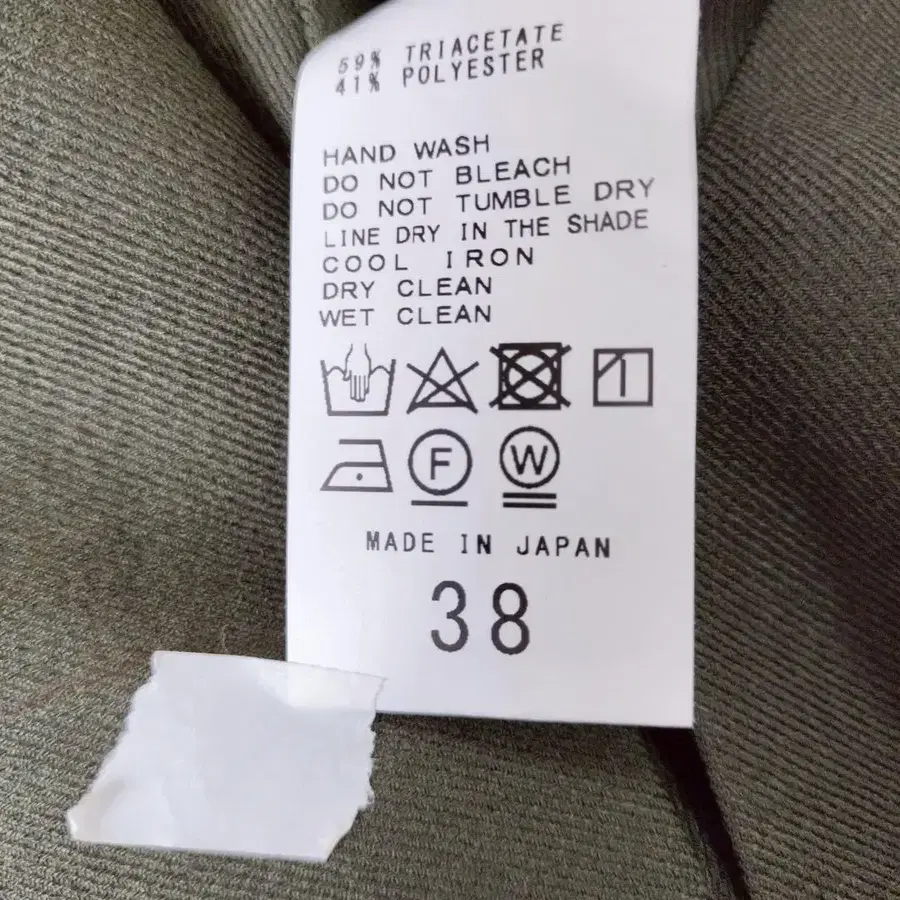 59% TRIACETATE
41% POLYESTER
HAND WASH
DO NOT BLEACH
DO NOT TUMBLE DRY
LINE DRY IN THE SHADE
COOL IRON
DRY CLEAN
WET CLEAN
F W
MADE IN JAPAN
38